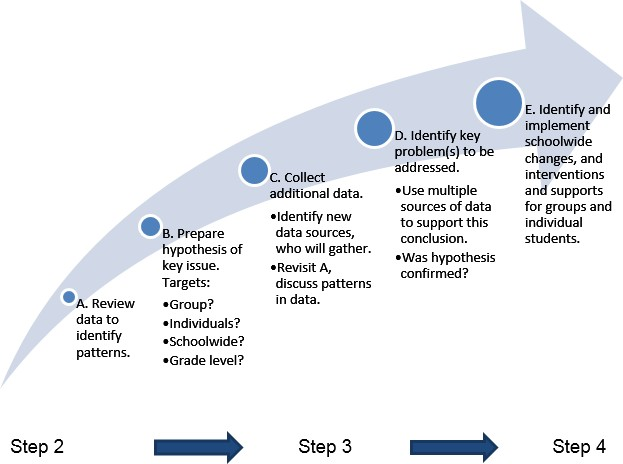 A. Review
data to
identify
patterns.
B. Prepare
hypothesis of
key issue.
Targets:
•Group?
•Individuals?
•Schoolwide?
•Grade level?
C. Collect
additional data.
•Identify new
data sources,
who will gather.
•Revisit A,
discuss patterns
in data.
D. Identify key
problem(s) to be
addressed.
•Use multiple
sources of data
to support this
conclusion.
•Was hypothesis
confirmed?
E. Identify and
implement
schoolwide
changes, and
interventions
and supports
for groups and
individual
students.
Step 2
Step 3
Step 4